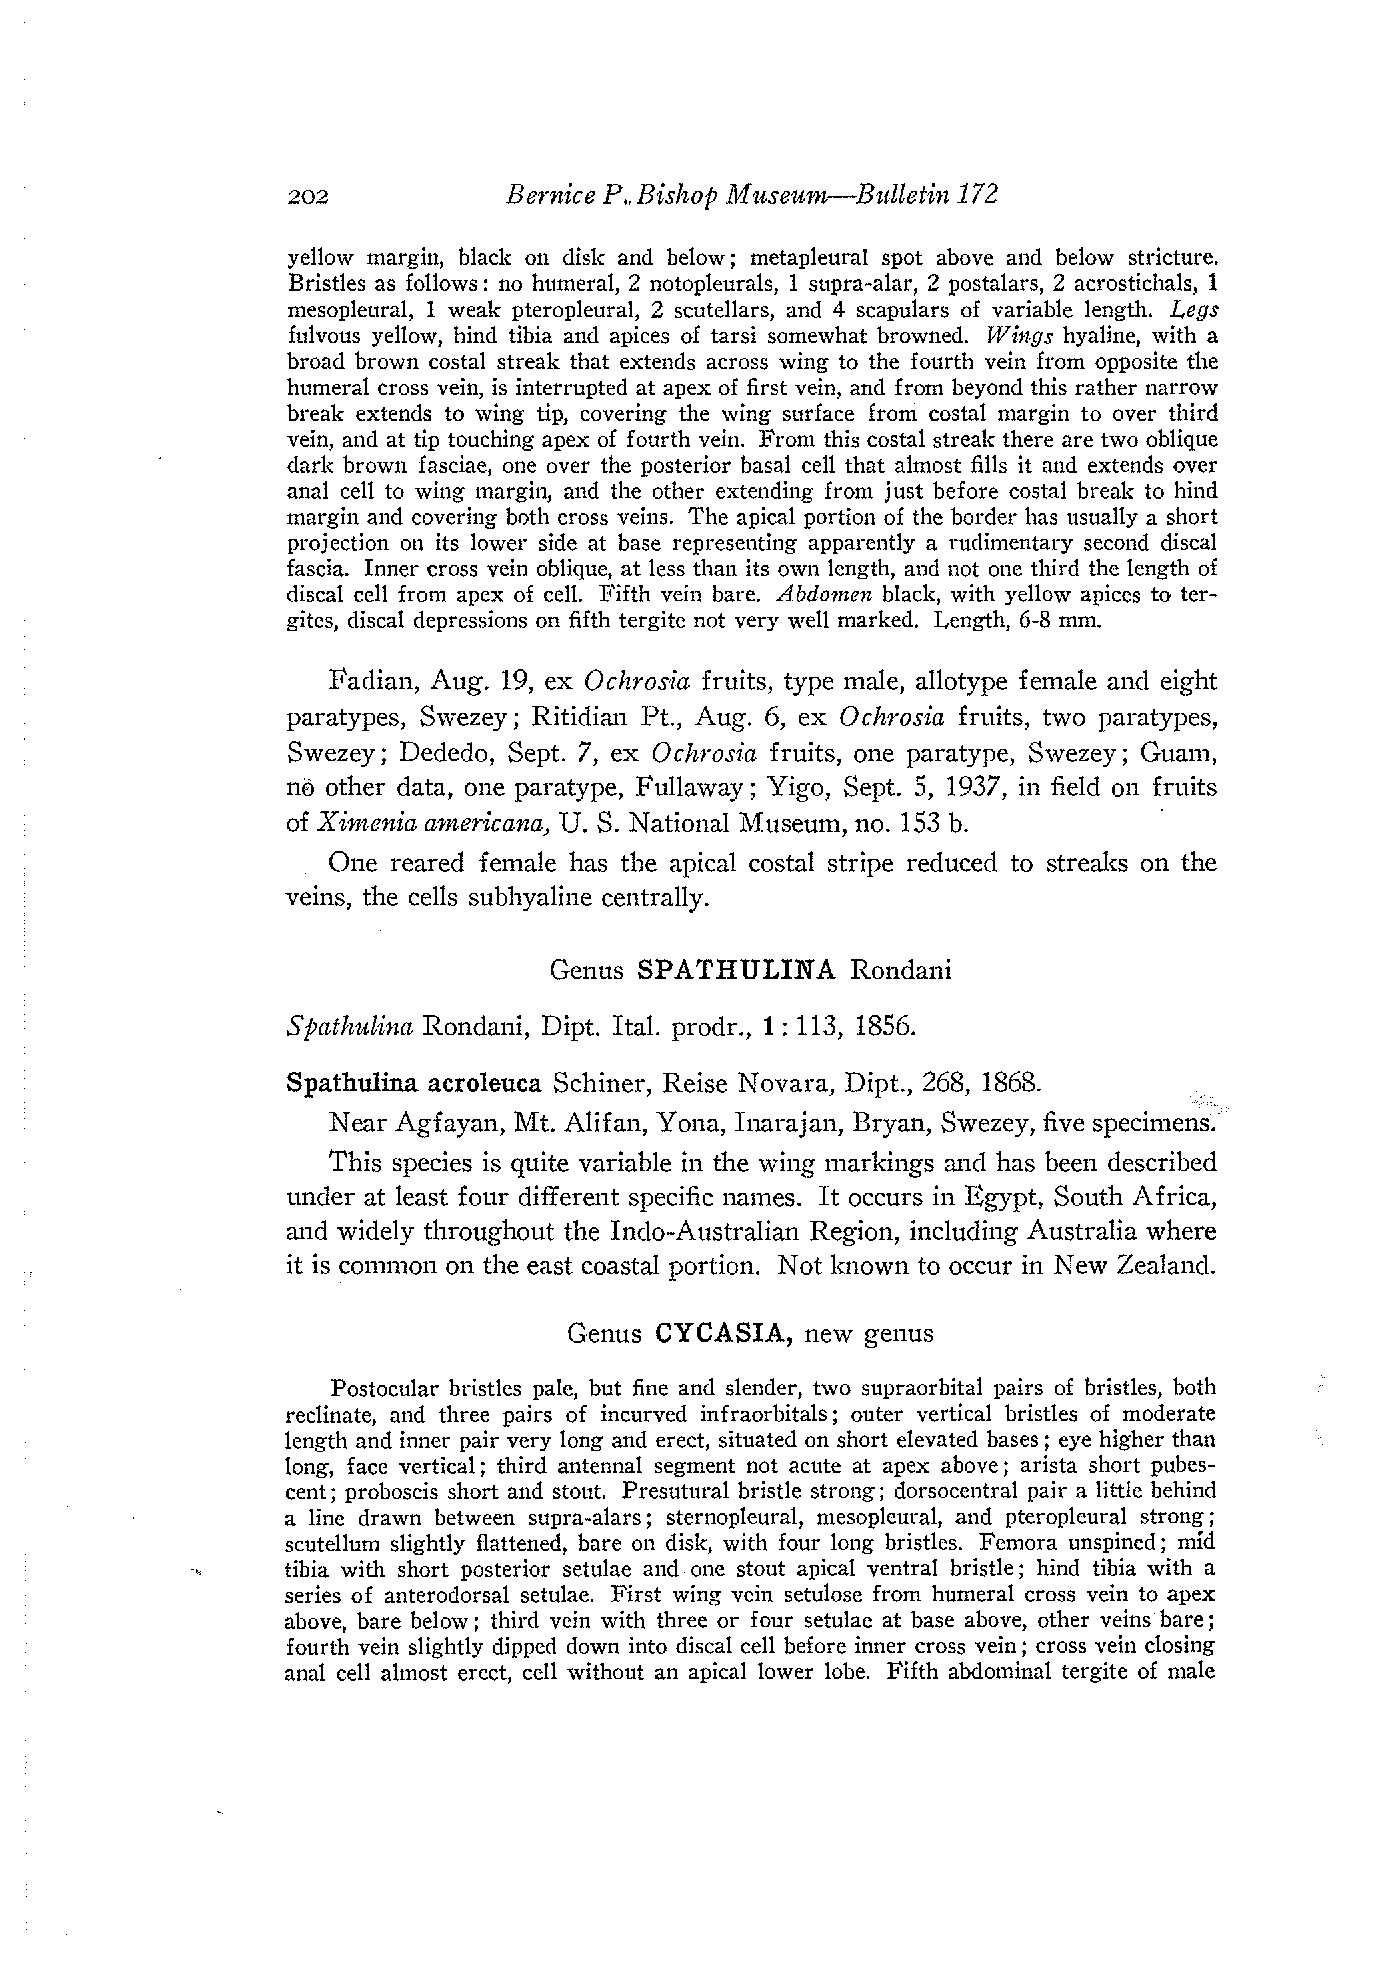 202 Bernice P. Bishop Museum—Bulletin 172
yellow margin, black on disk and below; metapleural spot above and below stricture.
Bristles as follows: no humeral, 2 notopleurals, 1 supra-alar, 2 postalars, 2 acrostichals, 1
mesopleural, 1 weak pteropleural, 2 scutellars, and 4 scapulars of variable length. Legs
fulvous yellow, hind tibia and apices of tarsi somewhat browned. Wings hyaline, with a
broad brown costal streak that extends across wing to the fourth vein from opposite the
humeral cross vein, is interrupted at apex of first vein, and from beyond this rather narrow
break extends to wing tip, covering the wing surface from costal margin to over third
vein, and at tip touching apex of fourth vein. From this costal streak there are two oblique
dark brown fasciae, one over the posterior basal cell that almost fills it and extends over
anal cell to wing margin, and the other extending from just before costal break to hind
margin and covering both cross veins. The apical portion of the border has usually a short
projection on its lower side at base representing apparently a rudimentary second discal
fascia. Inner cross vein oblique, at less than its own length, and not one third the length of
discal cell from apex of cell. Fifth vein bare. Abdomen black, with yellow apices to ter-
gites, discal depressions on fifth tergite not very well marked. Length, 6-8 mm.
Fadian, Aug. 19, ex Ochrosia fruits, type male, allotype female and eight
paratypes, Swezey; Ritidian Pt., Aug. 6, ex Ochrosia fruits, two paratypes,
Swezey; Dededo, Sept. 7, ex Ochrosia fruits, one paratype, Swezey; Guam,
no other data, one paratype, Fullaway; Yigo, Sept. 5, 1937, in field on fruits
of Ximenia americana, U. S. National Museum, no. 153 b.
One reared female has the apical costal stripe reduced to streaks on the
veins, the cells subhyaline centrally.
Genus SPATHULINA Rondani
Spathulina Rondani, Dipt. Ital. prodr., 1: 113, 1856.
Spathulina acroleuca Schiner, Reise Novara, Dipt., 268, 1868.
Near Agfayan, Mt. Alifan, Yona, Inarajan, Bryan, Swezey, five specimens.
This species is quite variable in the wing markings and has been described
under at least four different specific names. It occurs in Egypt, South Africa,
and widely throughout the Indo-Australian Region, including Australia where
it is common on the east coastal portion. Not known to occur in New Zealand.
Genus CYCASIA, new genus
Postocular bristles pale, but fine and slender, two supraorbital pairs of bristles, both
reclinate, and three pairs of incurved infraorbitals; outer vertical bristles of moderate
length and inner pair very long and erect, situated on short elevated bases; eye higher than
long, face vertical; third antennal segment not acute at apex above; arista short pubes-
cent; proboscis short and stout. Presutural bristle strong; dorsocentral pair a little behind
a line drawn between supra-alars; sternopleural, mesopleural, and pteropleural strong;
scutellum slightly flattened, bare on disk, with four long bristles. Femora unspined; mid
tibia with short posterior setulae and one stout apical ventral bristle; hind tibia with a
series of anterodorsal setulae. First wing vein setulose from humeral cross vein to apex
above, bare below; third vein with three or four setulae at base above, other veins bare;
fourth vein slightly dipped down into discal cell before inner cross vein; cross vein closing
anal cell almost erect, cell without an apical lower lobe. Fifth abdominal tergite of male